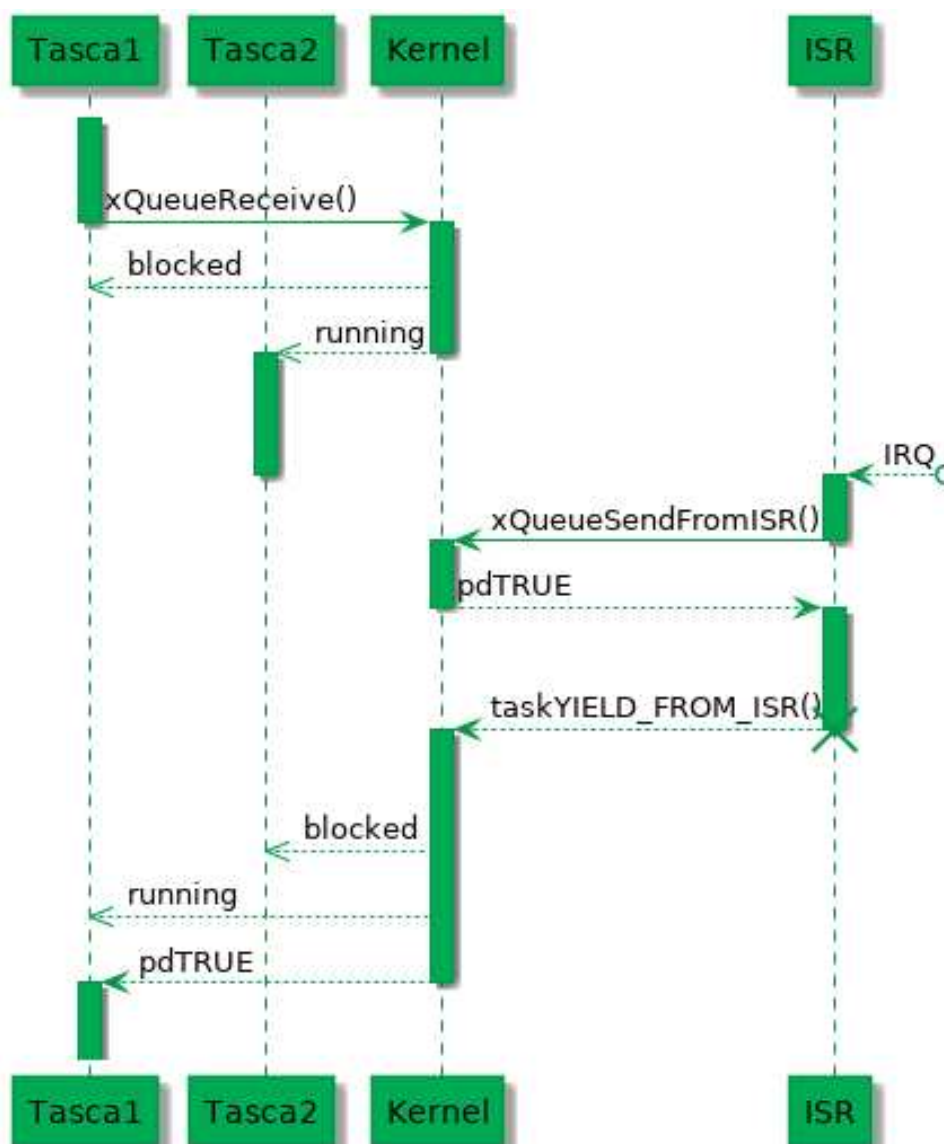 Tasca1 Tasca2 Kernel ISR
xQueueReceive()
blocked
running
IRQ
xQueueSendFromISR()
pdTRUE
taskYIELD_FROM_ISR()
blocked
running
pdTRUE
Tasca1 Tasca2 Kernel ISR